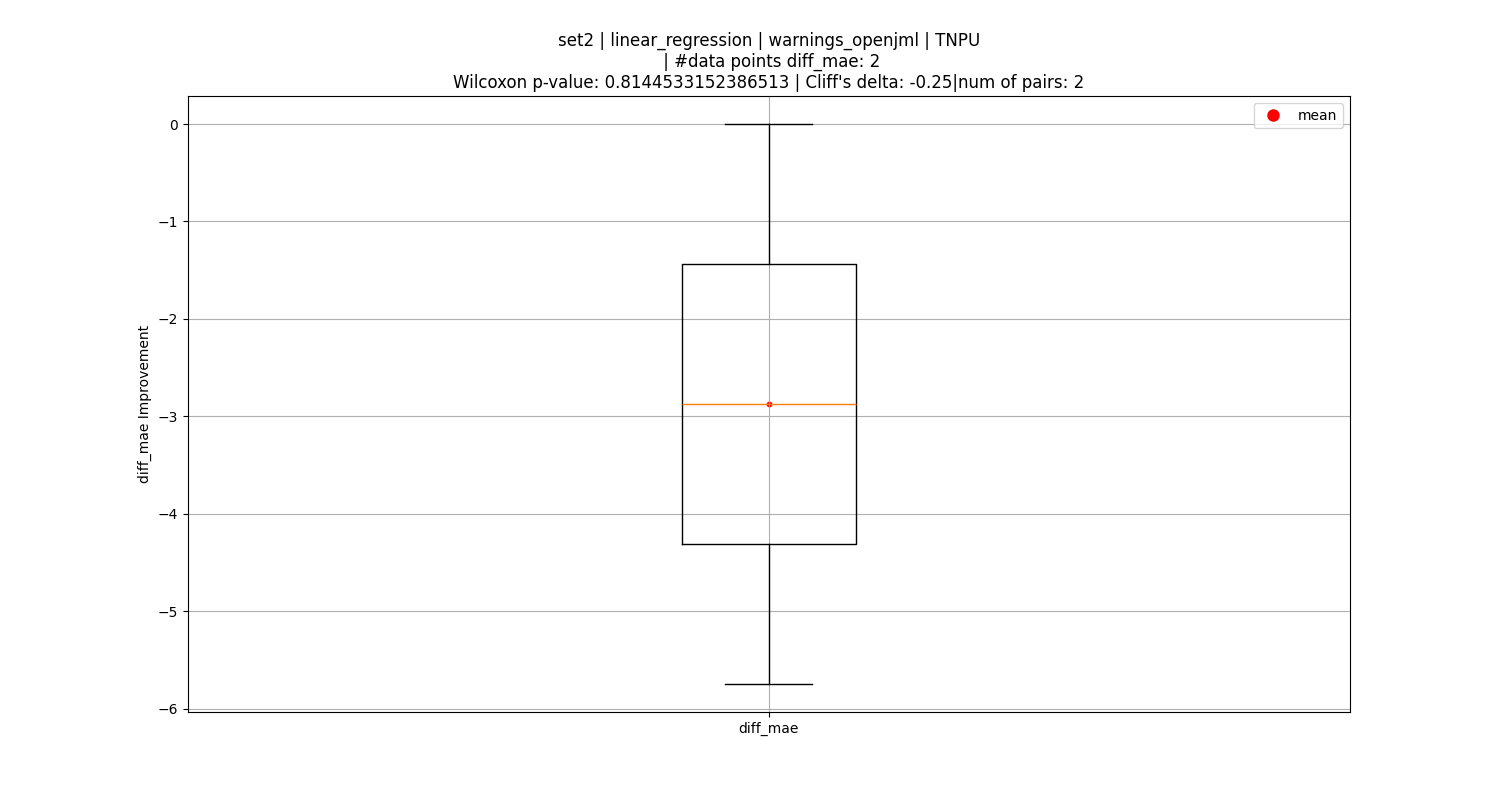 set2 | linear_regression | warnings_openjml | TNPU
| #data points diff_mae: 2
Wilcoxon p-value: 0.8144533152386513 | Cliff's delta: -0.25|num of pairs: 2
mean
0
−1
−2
−3
−4
−5
−6
diff_mae Improvement
diff_mae